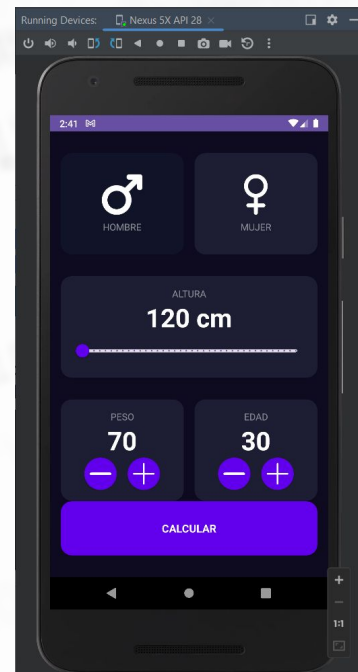 Running Devices: Nexus 5X API 28
2:41
HOMBRE
MUJER
ALTURA
120 cm
PESO
EDAD
70
30
CALCULAR
1:1